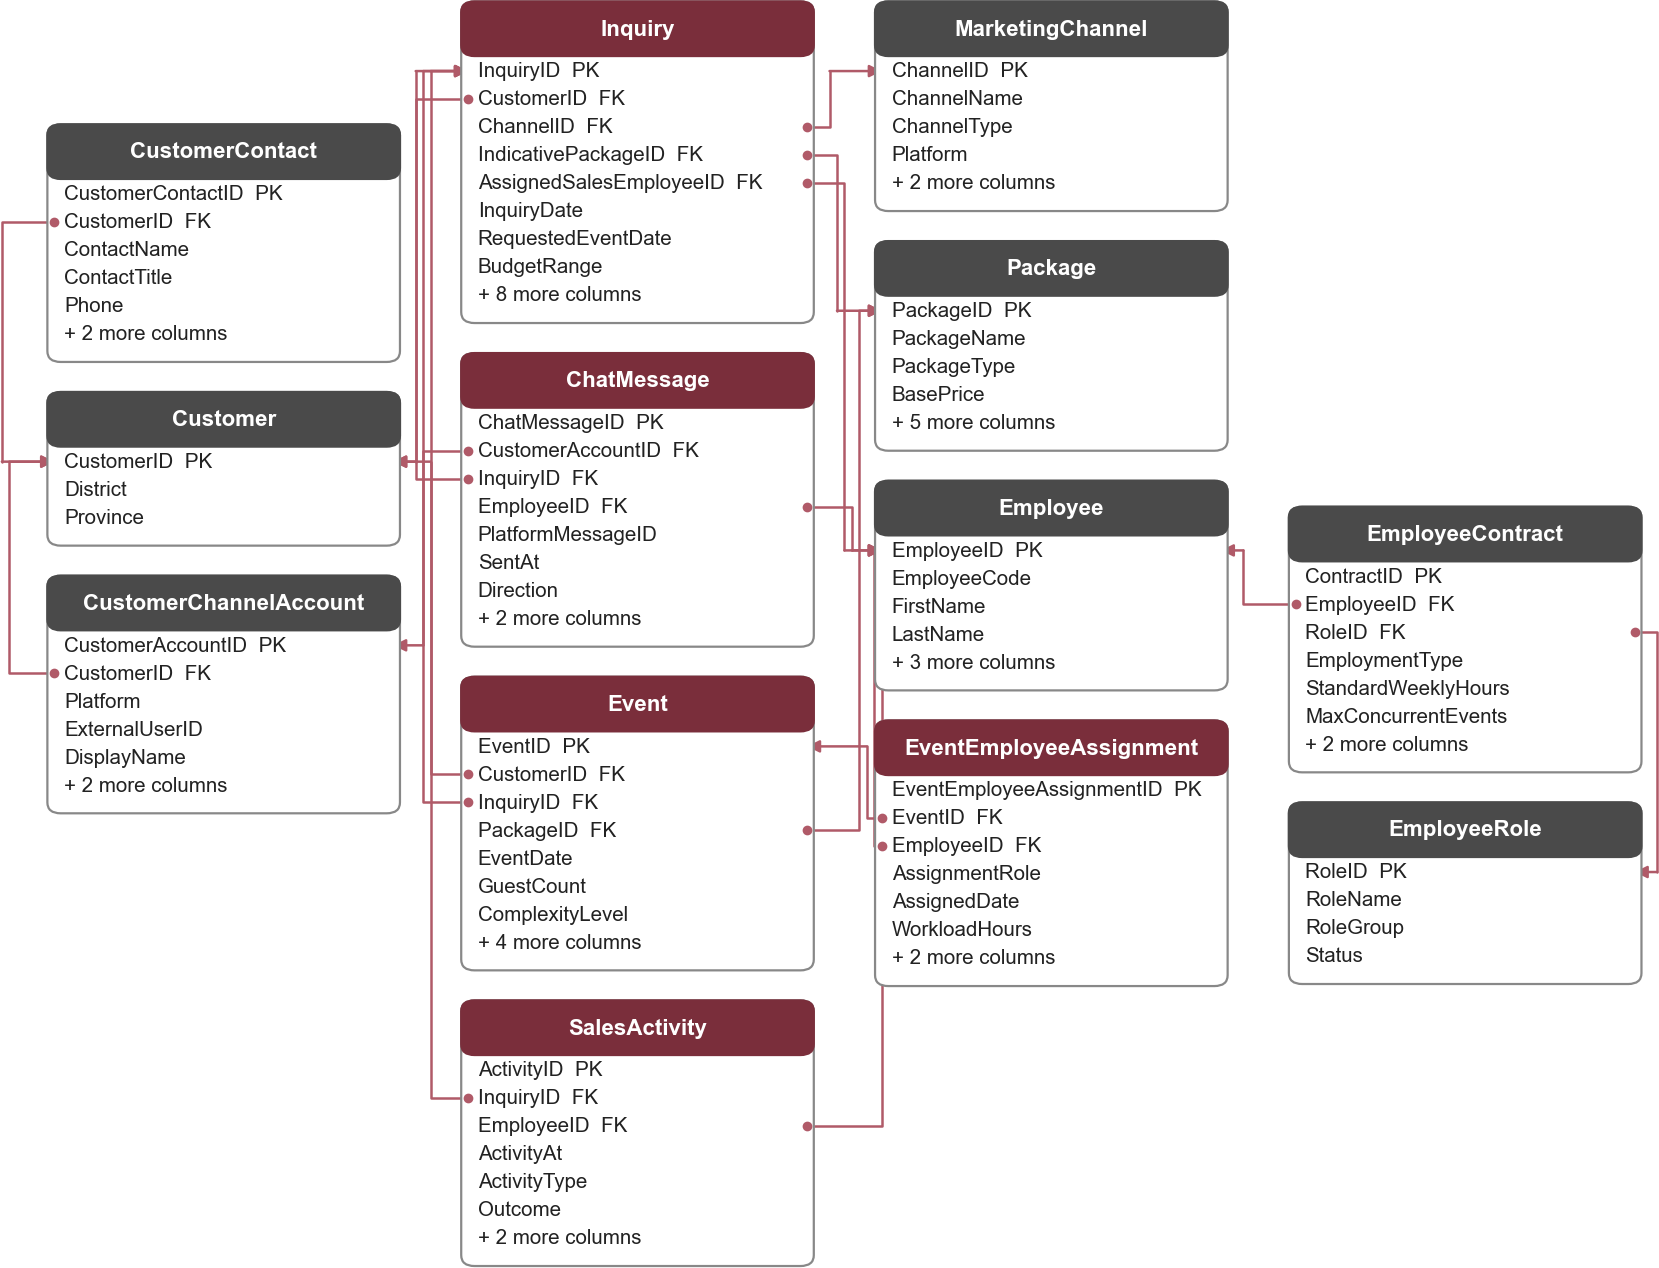 Inquiry
InquiryID PK
CustomerID FK
ChannelID FK
IndicativePackageID FK
AssignedSalesEmployeeID FK
InquiryDate
RequestedEventDate
BudgetRange
+ 8 more columns
MarketingChannel
ChannelID PK
ChannelName
ChannelType
Platform
+ 2 more columns
CustomerContact
CustomerContactID PK
CustomerID FK
ContactName
ContactTitle
Phone
+ 2 more columns
Package
PackageID PK
PackageName
PackageType
BasePrice
+ 5 more columns
ChatMessage
ChatMessageID PK
CustomerAccountID FK
InquiryID FK
EmployeeID FK
PlatformMessageID
SentAt
Direction
+ 2 more columns
Customer
CustomerID PK
District
Province
Employee
EmployeeID PK
EmployeeCode
FirstName
LastName
+ 3 more columns
EmployeeContract
ContractID PK
EmployeeID FK
RoleID FK
EmploymentType
StandardWeeklyHours
MaxConcurrentEvents
+ 2 more columns
CustomerChannelAccount
CustomerAccountID PK
CustomerID FK
Platform
ExternalUserID
DisplayName
+ 2 more columns
Event
EventID PK
CustomerID FK
InquiryID FK
PackageID FK
EventDate
GuestCount
ComplexityLevel
+ 4 more columns
EventEmployeeAssignment
EventEmployeeAssignmentID PK
EventID FK
EmployeeID FK
AssignmentRole
AssignedDate
WorkloadHours
+ 2 more columns
EmployeeRole
RoleID PK
RoleName
RoleGroup
Status
SalesActivity
ActivityID PK
InquiryID FK
EmployeeID FK
ActivityAt
ActivityType
Outcome
+ 2 more columns